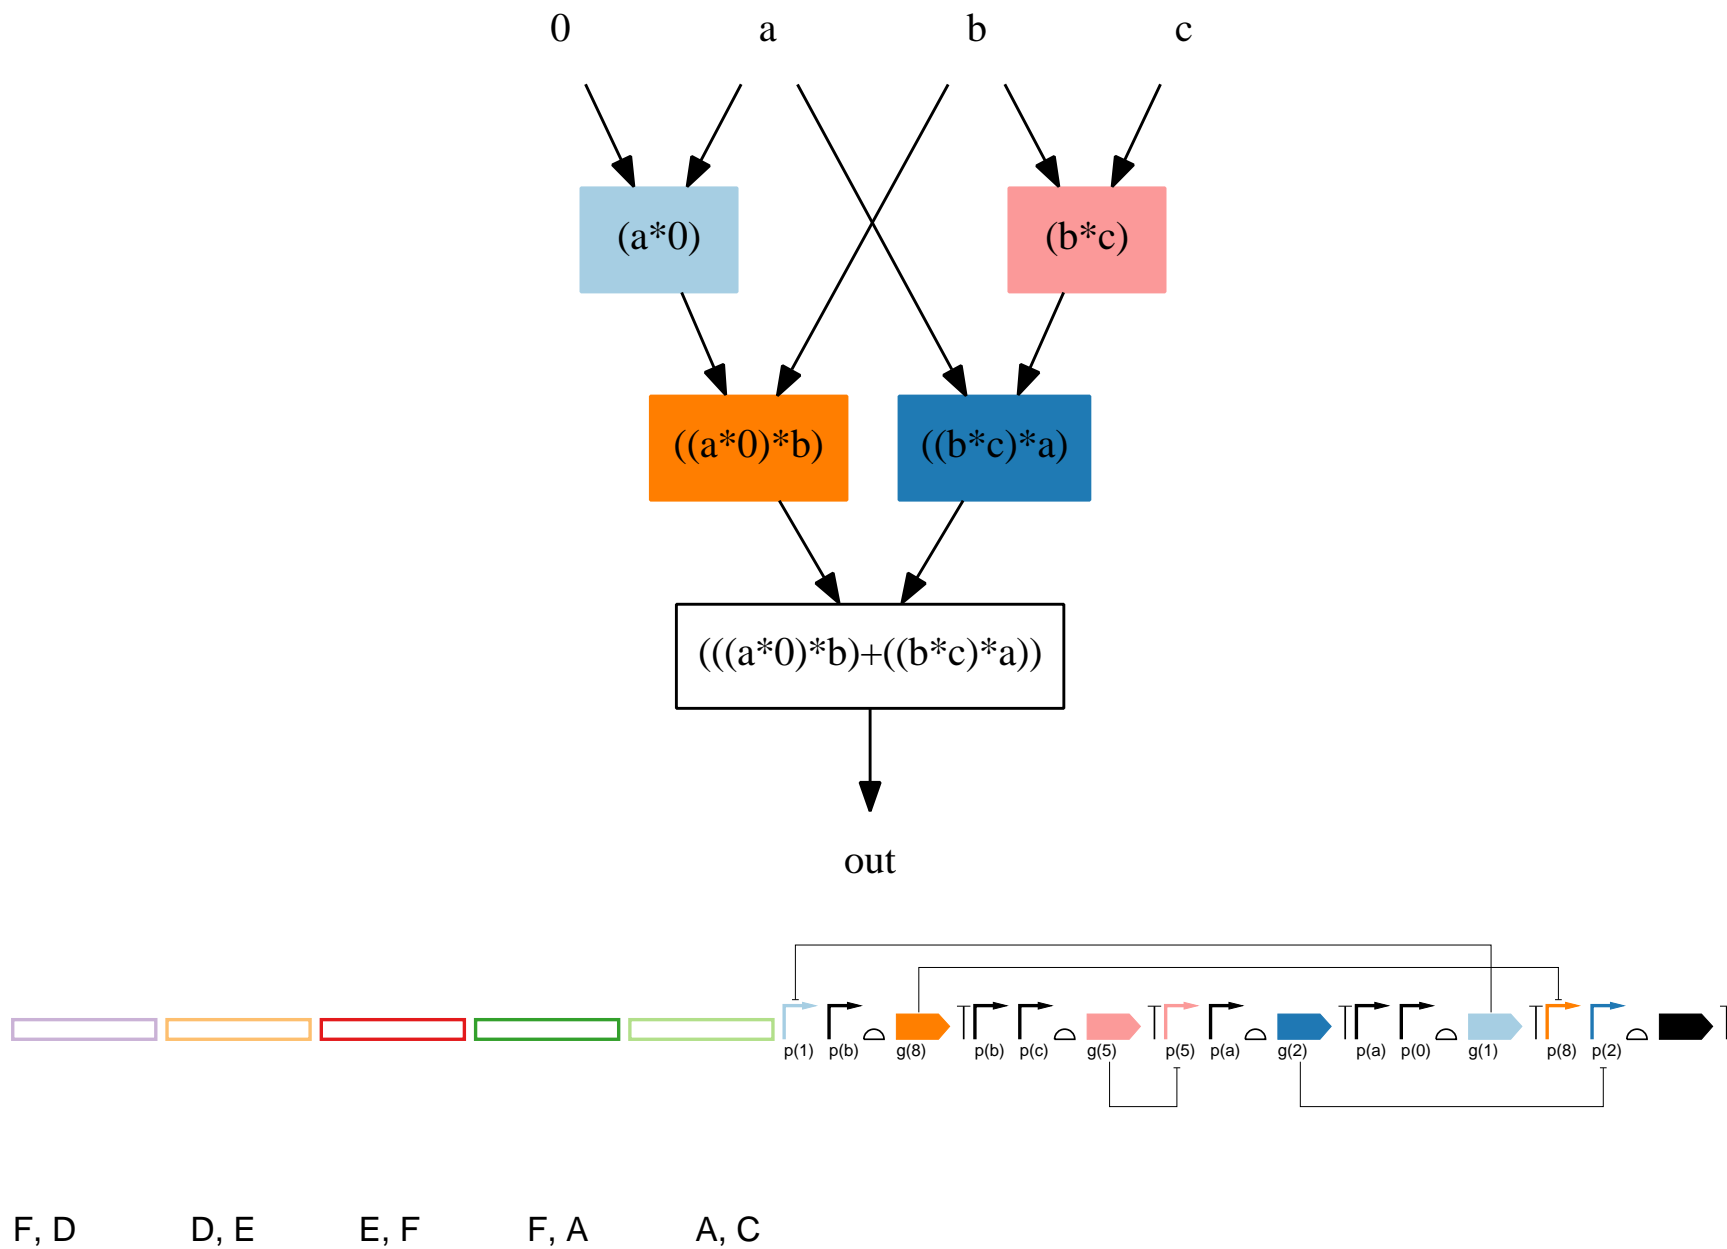 0 a b c
(a*0) (b*c)
((a*0)*b) ((b*c)*a)
(((a*0)*b)+((b*c)*a))
out
p(1) p(b) g(8) p(b) p(c) g(5) p(5) p(a) g(2) p(a) p(0) g(1) p(8) p(2)
F, D D, E E, F F, A A, C